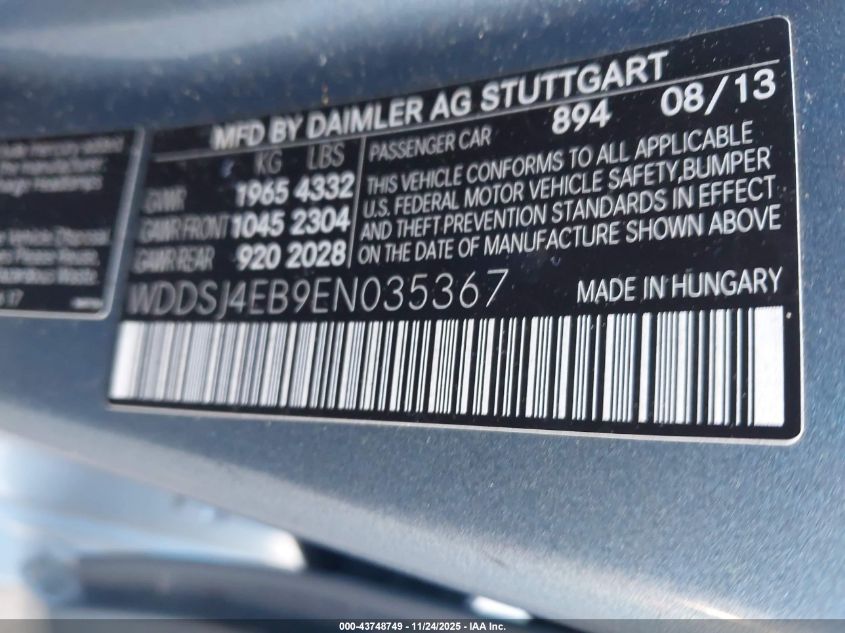 MFD BY DAIMLER AG STUTTGART
894 08/13
KG LBS
GVWR 1965 4332
GAWR FRONT 1045 2304
GAWR REAR 920 2028
PASSENGER CAR
THIS VEHICLE CONFORMS TO ALL APPLICABLE
U.S. FEDERAL MOTOR VEHICLE SAFETY,BUMPER
AND THEFT PREVENTION STANDARDS IN EFFECT
ON THE DATE OF MANUFACTURE SHOWN ABOVE
WDDSJ4EB9EN035367 MADE IN HUNGARY
000-43748749 - 11/24/2025 - IAA Inc.